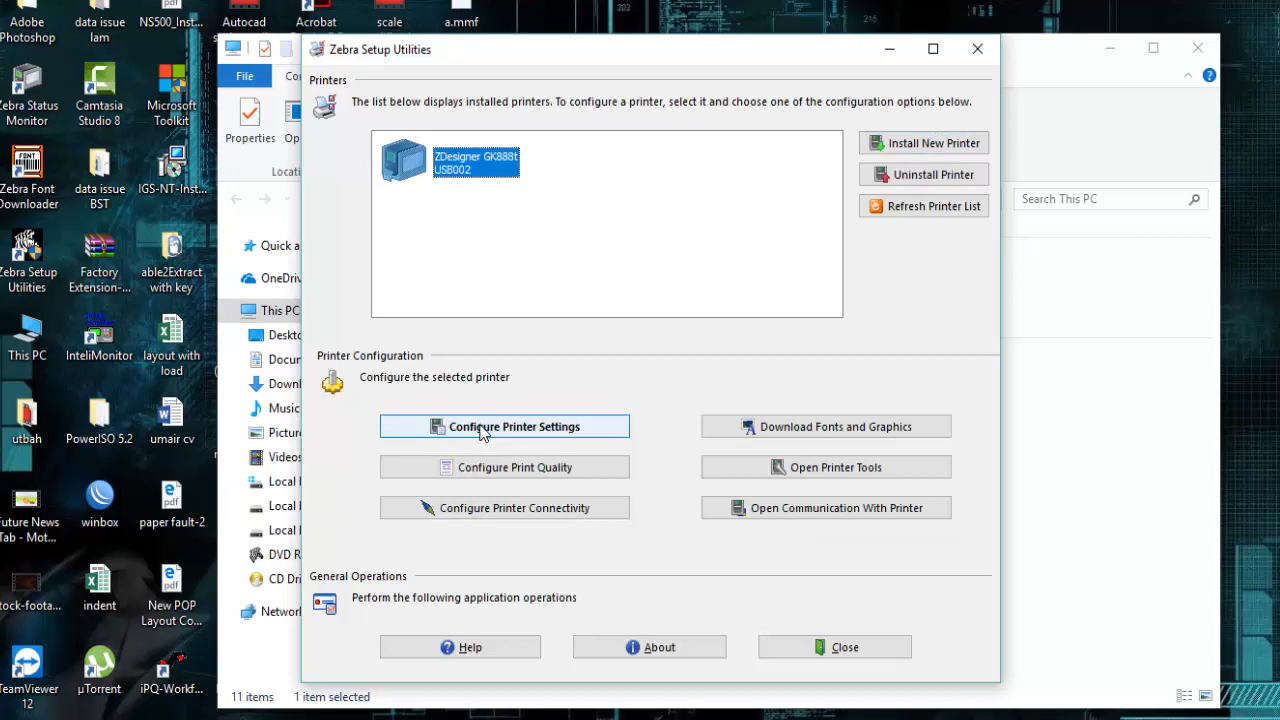 Adobe
Photoshop
data issue
lam
NS500_Inst...
Autocad
Acrobat
scale
a.mmf
Zebra Status
Monitor
Camtasia
Studio 8
Microsoft
Toolkit
Zebra Font
Downloader
data issue
BST
IGS-NT-Inst...
Zebra Setup
Utilities
Factory
Extension-...
able2Extract
with key
This PC
InteliMonitor
layout with
load
utbah
PowerISO 5.2
umair cv
Future News
Tab - Mot...
winbox
paper fault-2
tock-foota...
indent
New POP
Layout Co...
TeamViewer
12
µTorrent
iPQ-Workf...
File
Co
Properties
Op
Locati
Search This PC
Quick a
OneDriv
This PC
Deskto
Docun
Downl
Music
Picture
Videos
Local I
Local I
Local I
DVD R
CD Dri
Networ
11 items
1 item selected
Zebra Setup Utilities
Printers
The list below displays installed printers. To configure a printer, select it and choose one of the configuration options below.
ZDesigner GK888t
USB002
Install New Printer
Uninstall Printer
Refresh Printer List
Printer Configuration
Configure the selected printer
Configure Printer Settings
Download Fonts and Graphics
Configure Print Quality
Open Printer Tools
Configure Printer Connectivity
Open Communication With Printer
General Operations
Perform the following application operations
Help
About
Close